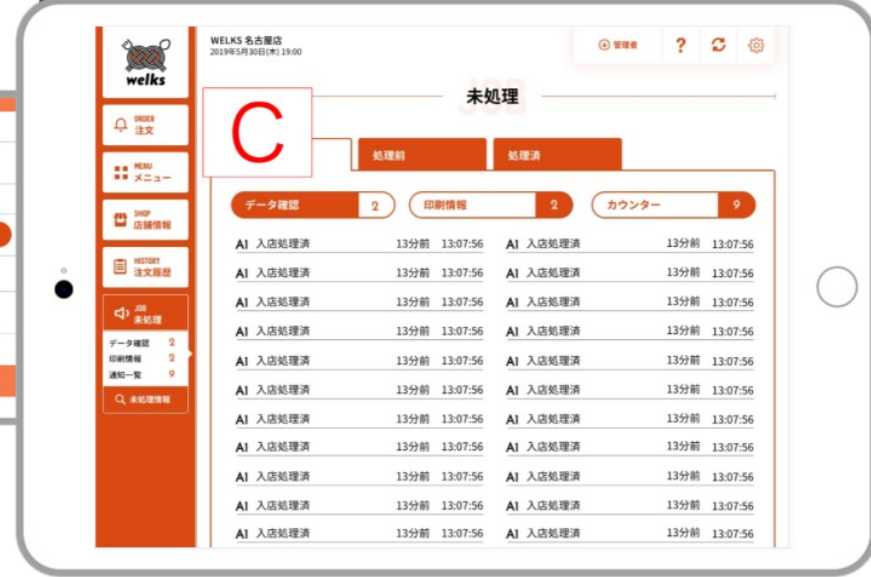 welks
WELKS 名古屋店
2019年5月30日(木) 19:00
管理者
?
JOB
未処理
C
処理前
処理済
ORDER
注文
MENU
メニュー
SHOP
店舗情報
HISTORY
注文履歴
JOB
未処理
データ確認 2
印刷情報 2
通知一覧 9
未処理情報
データ確認 2 印刷情報 2 カウンター 9
A1 入店処理済 13分前 13:07:56 A1 入店処理済 13分前 13:07:56
A1 入店処理済 13分前 13:07:56 A1 入店処理済 13分前 13:07:56
A1 入店処理済 13分前 13:07:56 A1 入店処理済 13分前 13:07:56
A1 入店処理済 13分前 13:07:56 A1 入店処理済 13分前 13:07:56
A1 入店処理済 13分前 13:07:56 A1 入店処理済 13分前 13:07:56
A1 入店処理済 13分前 13:07:56 A1 入店処理済 13分前 13:07:56
A1 入店処理済 13分前 13:07:56 A1 入店処理済 13分前 13:07:56
A1 入店処理済 13分前 13:07:56 A1 入店処理済 13分前 13:07:56
A1 入店処理済 13分前 13:07:56 A1 入店処理済 13分前 13:07:56
A1 入店処理済 13分前 13:07:56 A1 入店処理済 13分前 13:07:56
A1 入店処理済 13分前 13:07:56 A1 入店処理済 13分前 13:07:56